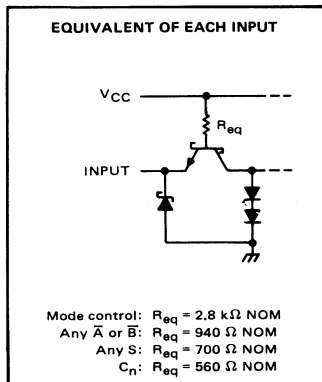 EQUIVALENT OF EACH INPUT
VCC
Req
INPUT
Mode control: Req = 2.8 kΩ NOM
Any A̅ or B̅: Req = 940 Ω NOM
Any S: Req = 700 Ω NOM
Cn: Req = 560 Ω NOM